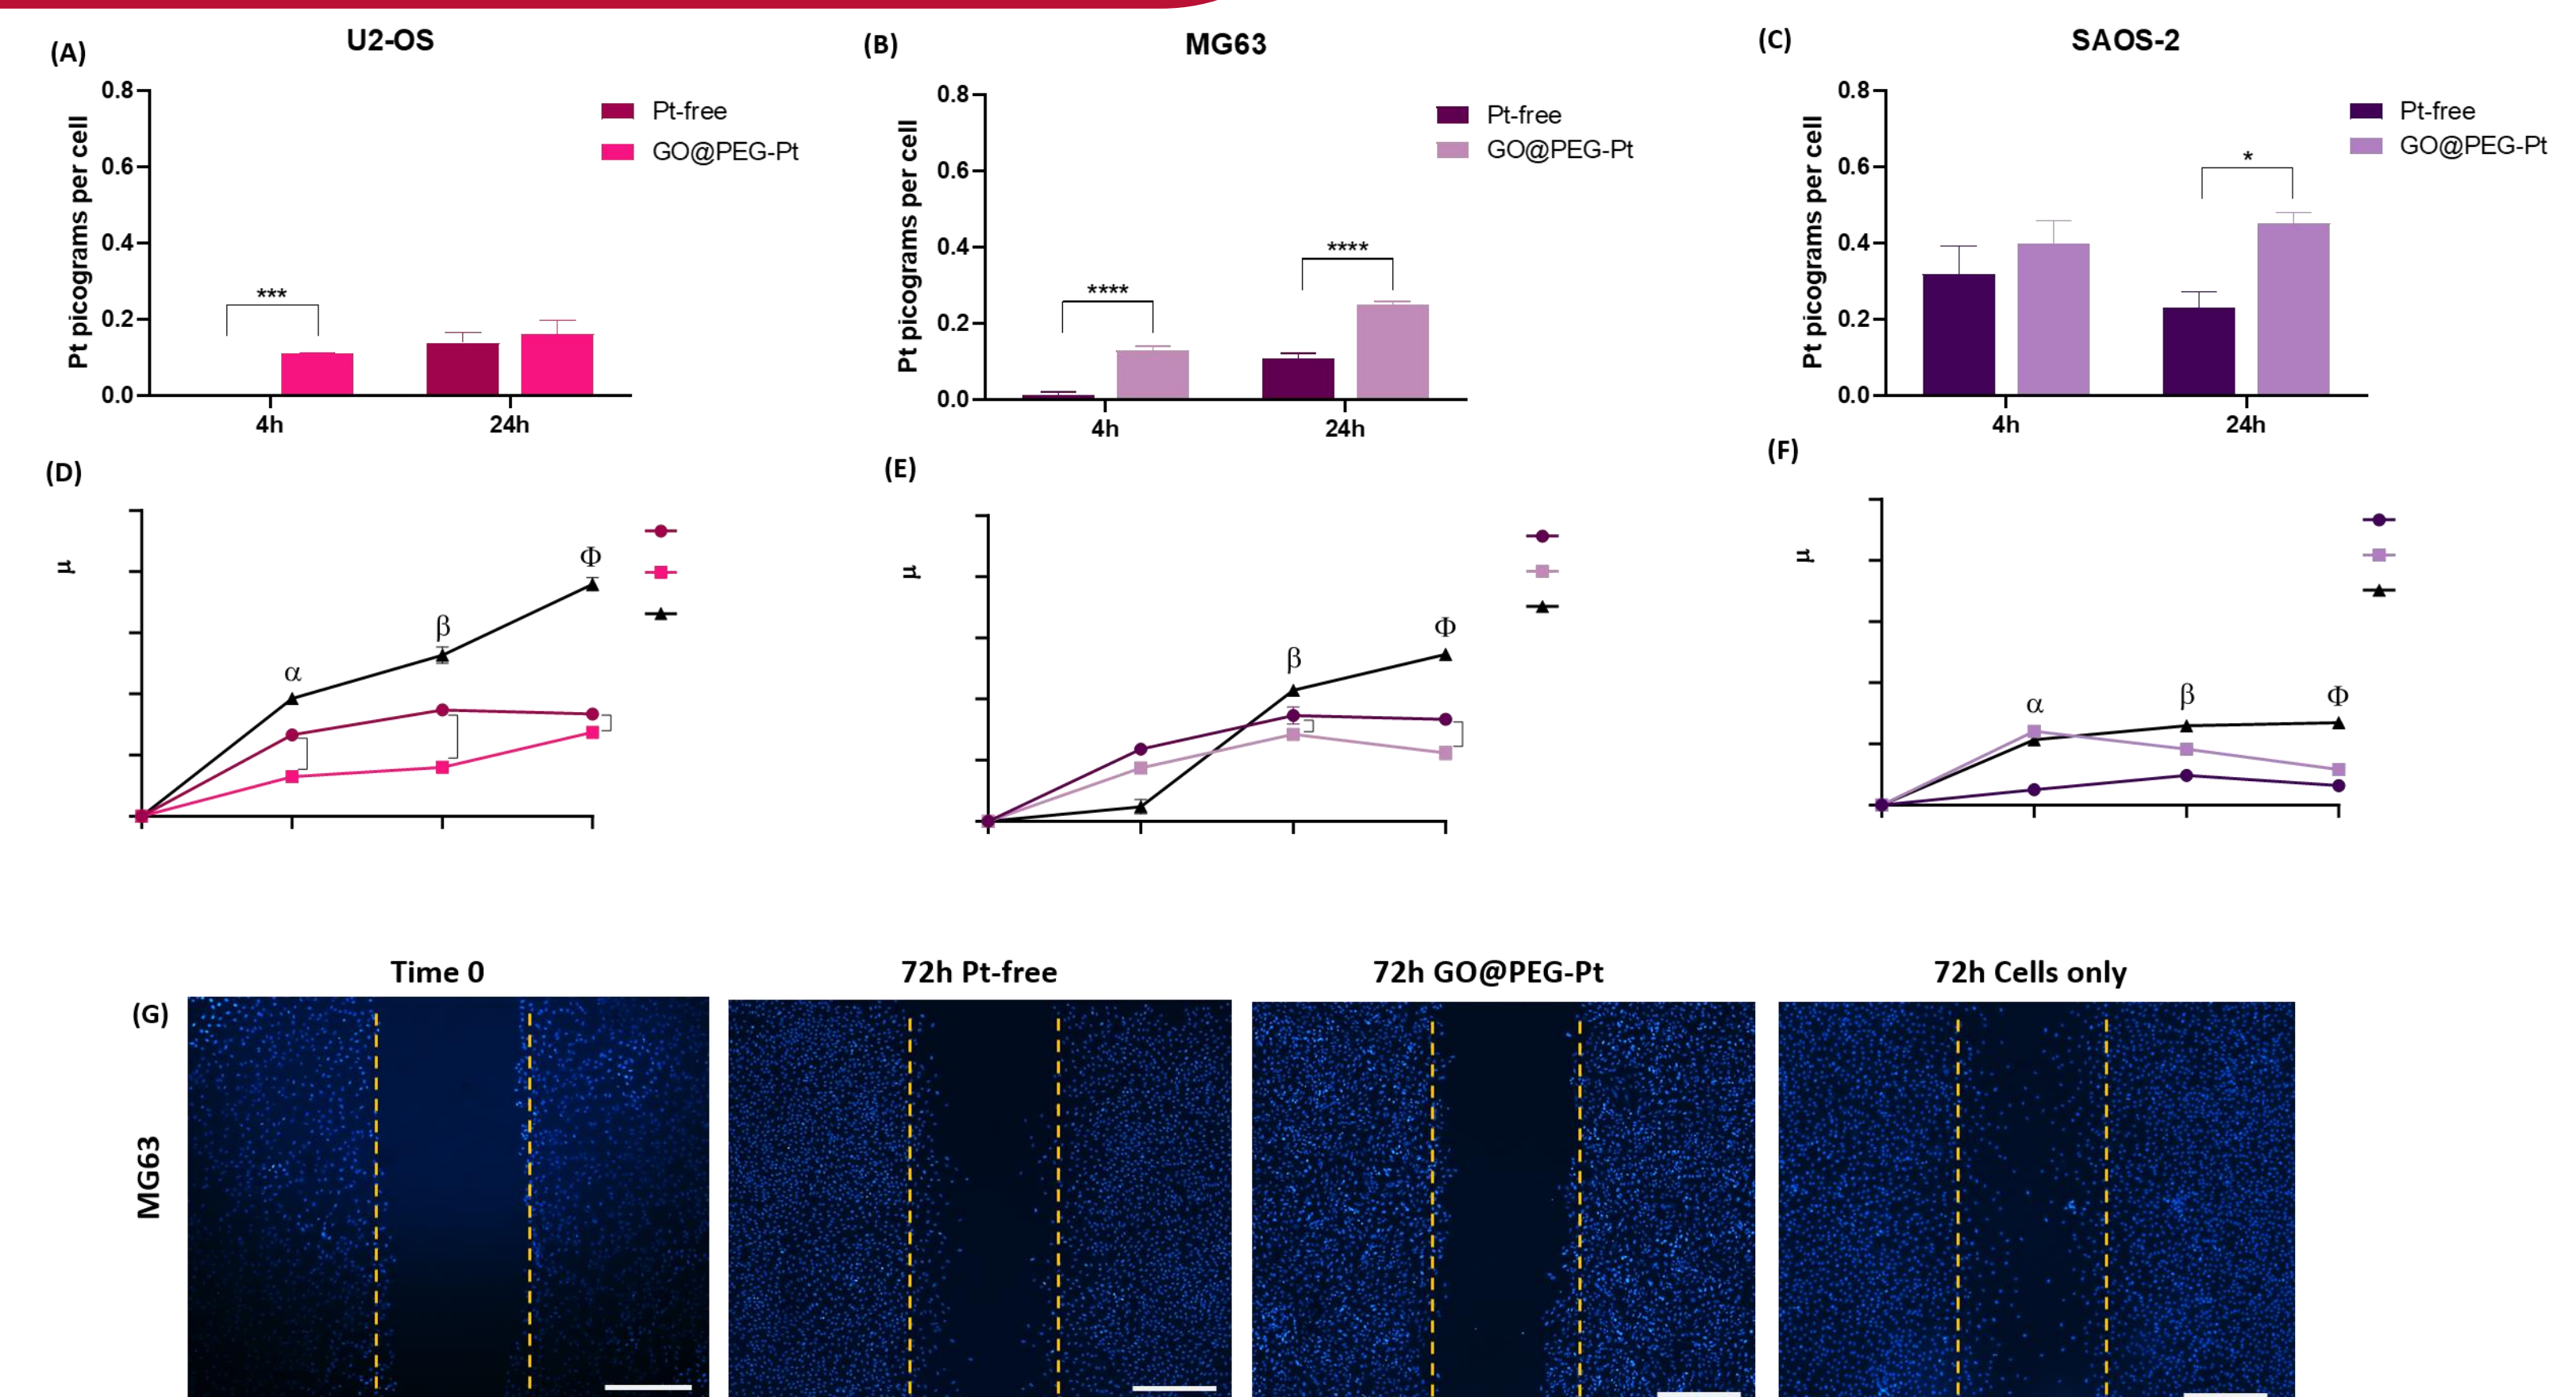 (A)
U2-OS
Pt picograms per cell
0.8
0.6
0.4
0.2
0.0
***
4h
24h
Pt-free
GO@PEG-Pt
(B)
MG63
Pt picograms per cell
0.8
0.6
0.4
0.2
0.0
****
****
4h
24h
Pt-free
GO@PEG-Pt
(C)
SAOS-2
Pt picograms per cell
0.8
0.6
0.4
0.2
0.0
*
4h
24h
Pt-free
GO@PEG-Pt
(D)
μ
α
β
Φ
(E)
μ
β
Φ
(F)
μ
α
β
Φ
(G)
MG63
Time 0
72h Pt-free
72h GO@PEG-Pt
72h Cells only